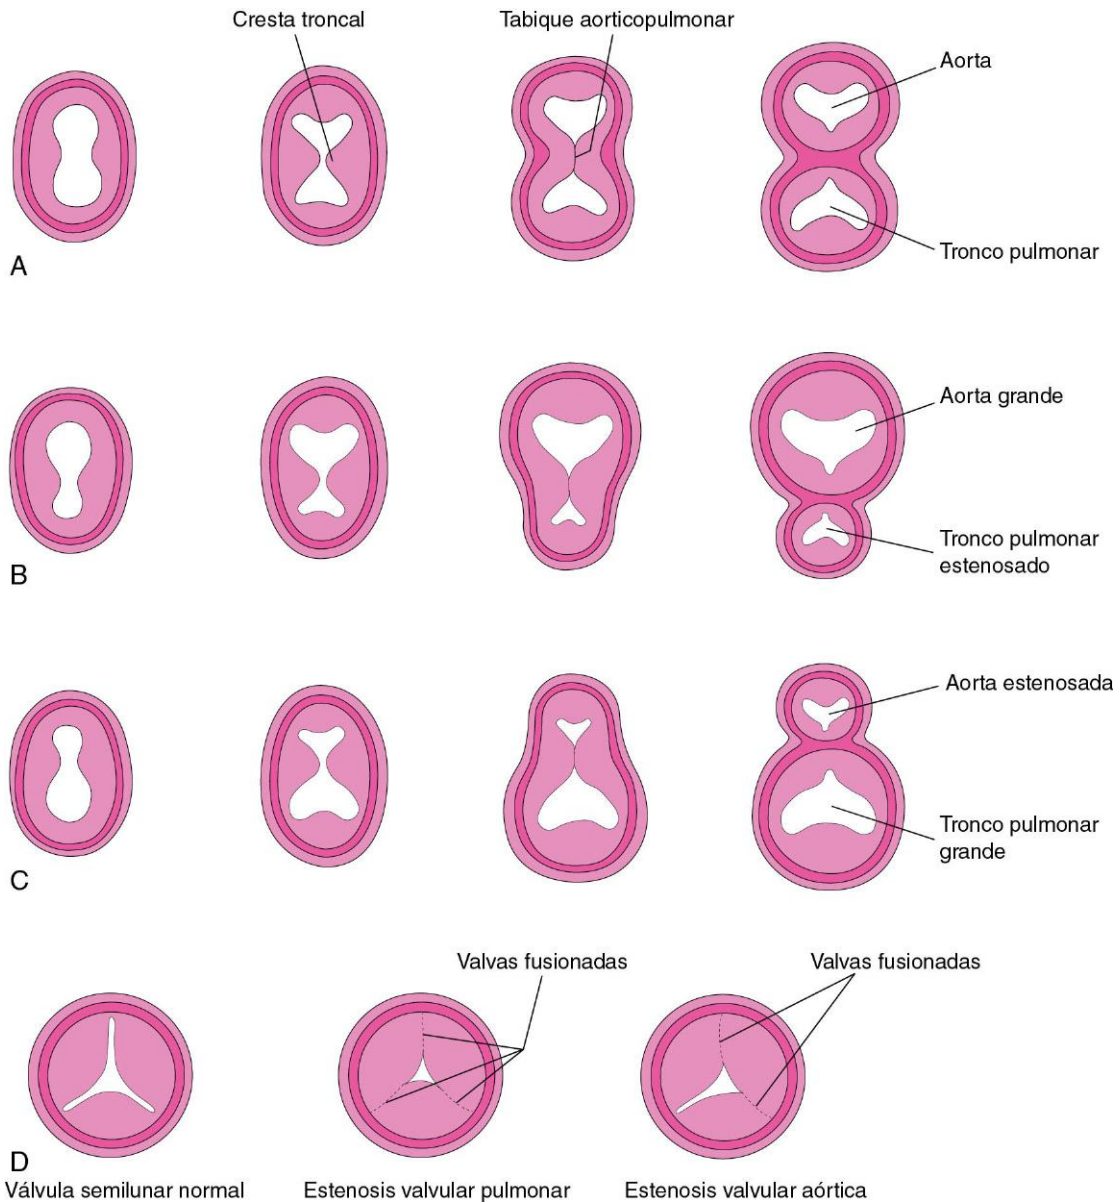 Cresta troncal
Tabique aorticopulmonar
Aorta
Tronco pulmonar
A
Aorta grande
Tronco pulmonar
estenosado
B
Aorta estenosada
Tronco pulmonar
grande
C
Valvas fusionadas
Valvas fusionadas
D
Válvula semilunar normal
Estenosis valvular pulmonar
Estenosis valvular aórtica